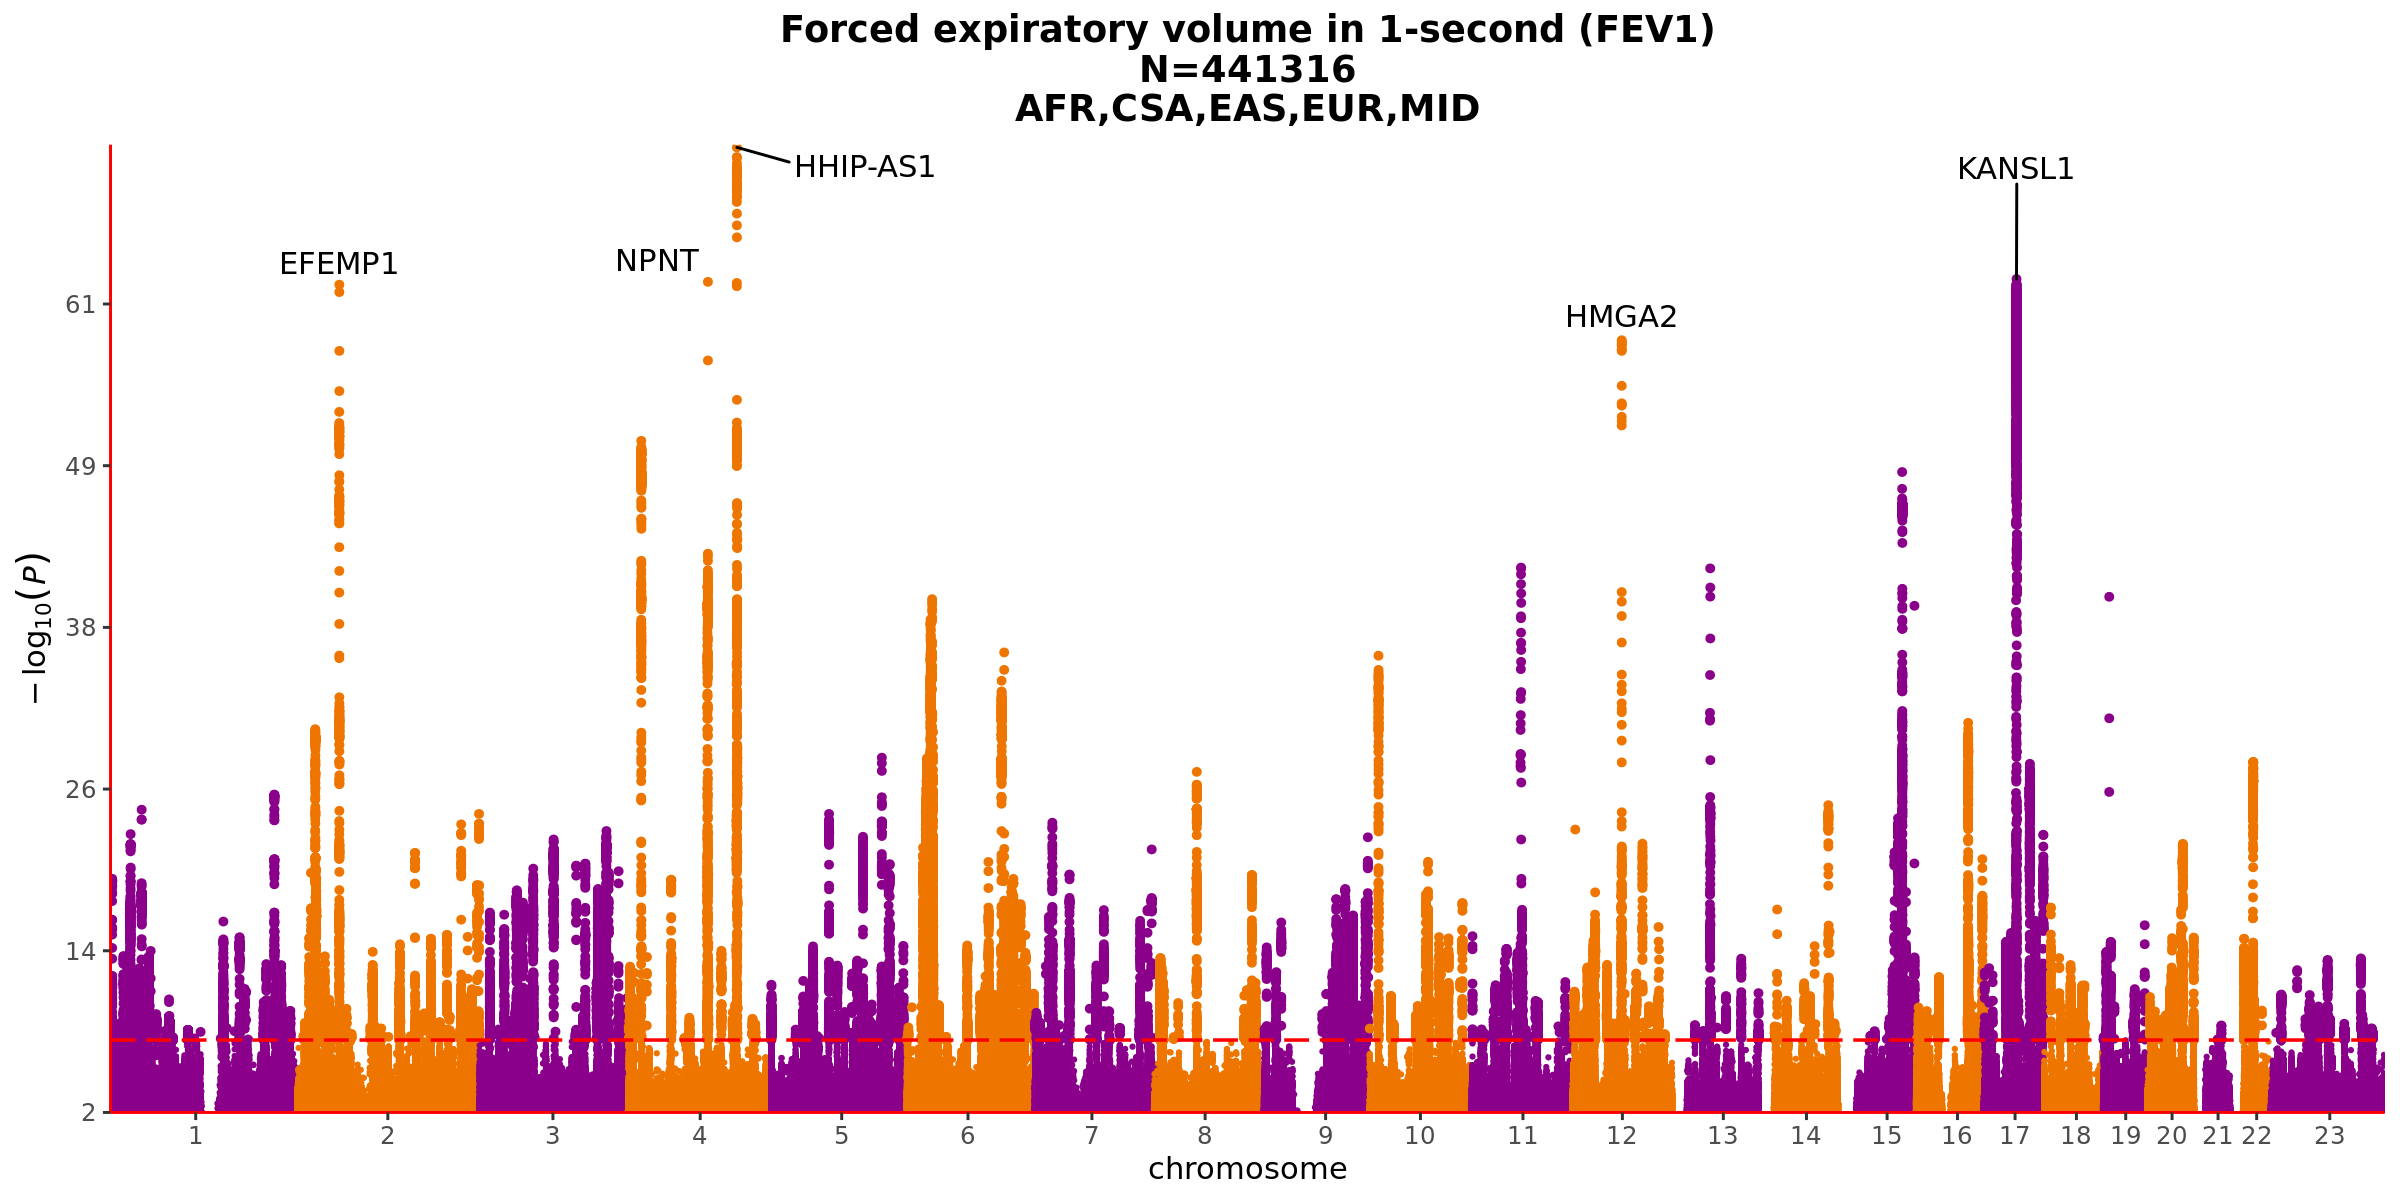 Forced expiratory volume in 1-second (FEV1)
N=441316
AFR,CSA,EAS,EUR,MID
HHIP-AS1
KANSL1
EFEMP1
NPNT
HMGA2
61
49
38
26
14
2
−log10(P)
1 2 3 4 5 6 7 8 9 10 11 12 13 14 15 16 17 18 19 20 21 22 23
chromosome